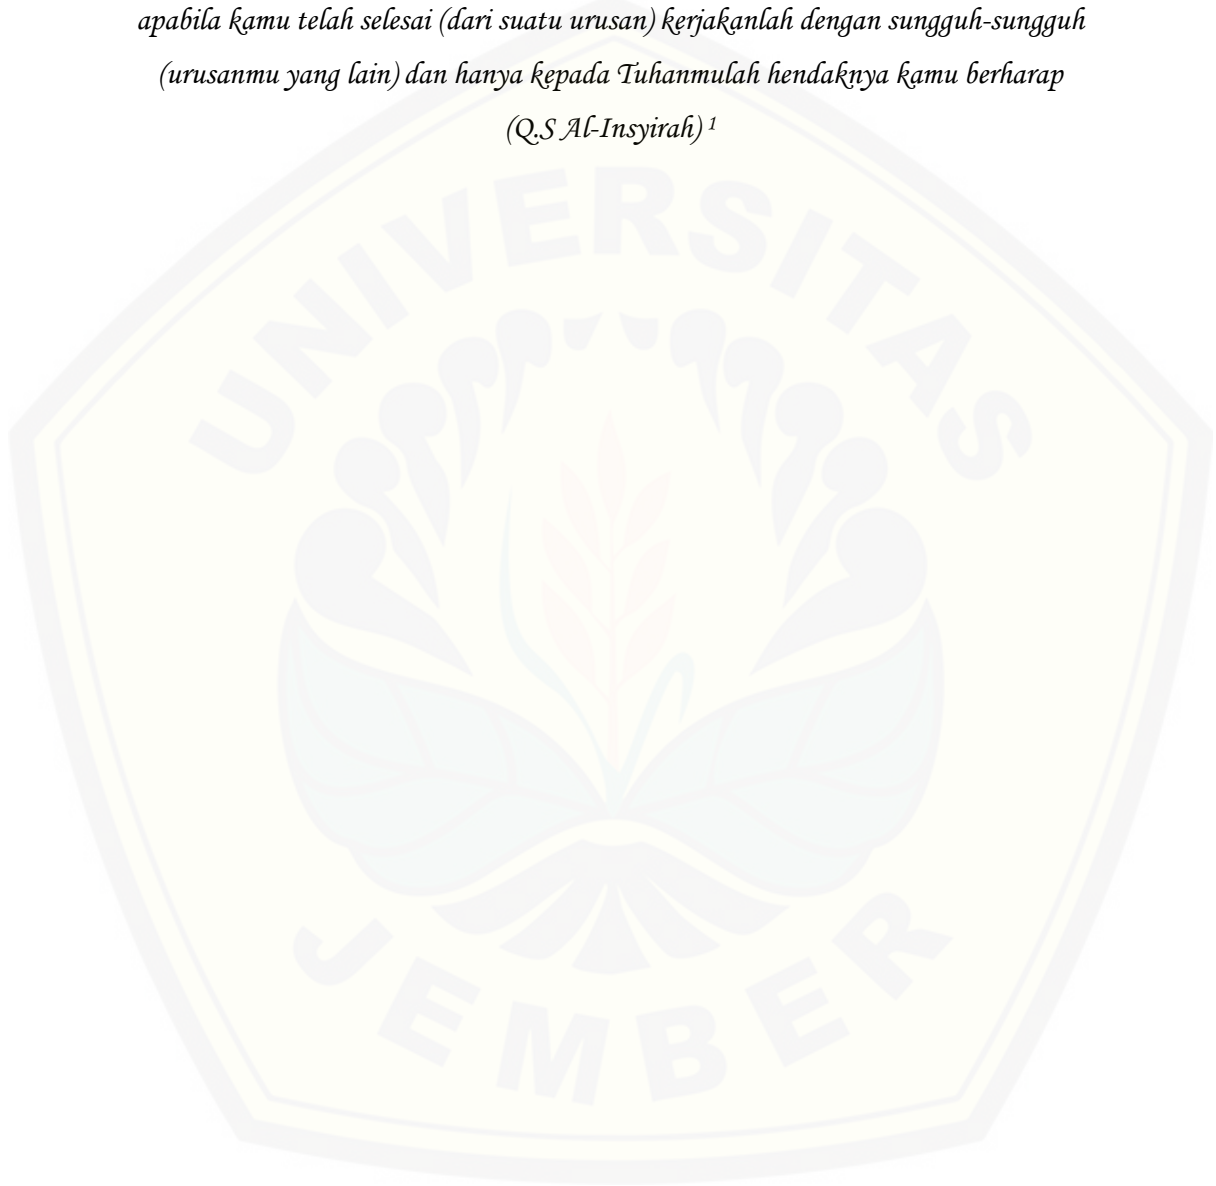 apabila kamu telah selesai (dari suatu urusan) kerjakanlah dengan sungguh-sungguh
(urusanmu yang lain) dan hanya kepada Tuhanmulah hendaknya kamu berharap
(Q.S Al-Insyirah) ¹
UNIVERSITAS
JEMBER